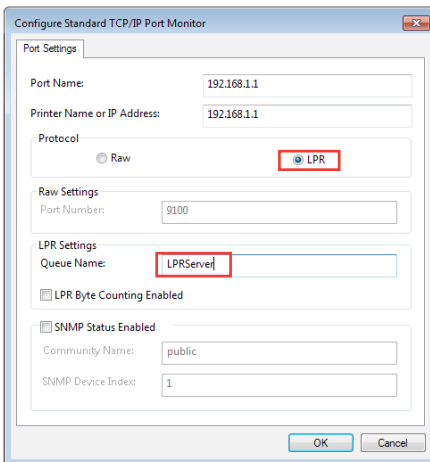 Configure Standard TCP/IP Port Monitor
Port Settings
Port Name: 192.168.1.1
Printer Name or IP Address: 192.168.1.1
Protocol
Raw LPR
Raw Settings
Port Number: 9100
LPR Settings
Queue Name: LPRServer
LPR Byte Counting Enabled
SNMP Status Enabled
Community Name: public
SNMP Device Index: 1
OK Cancel